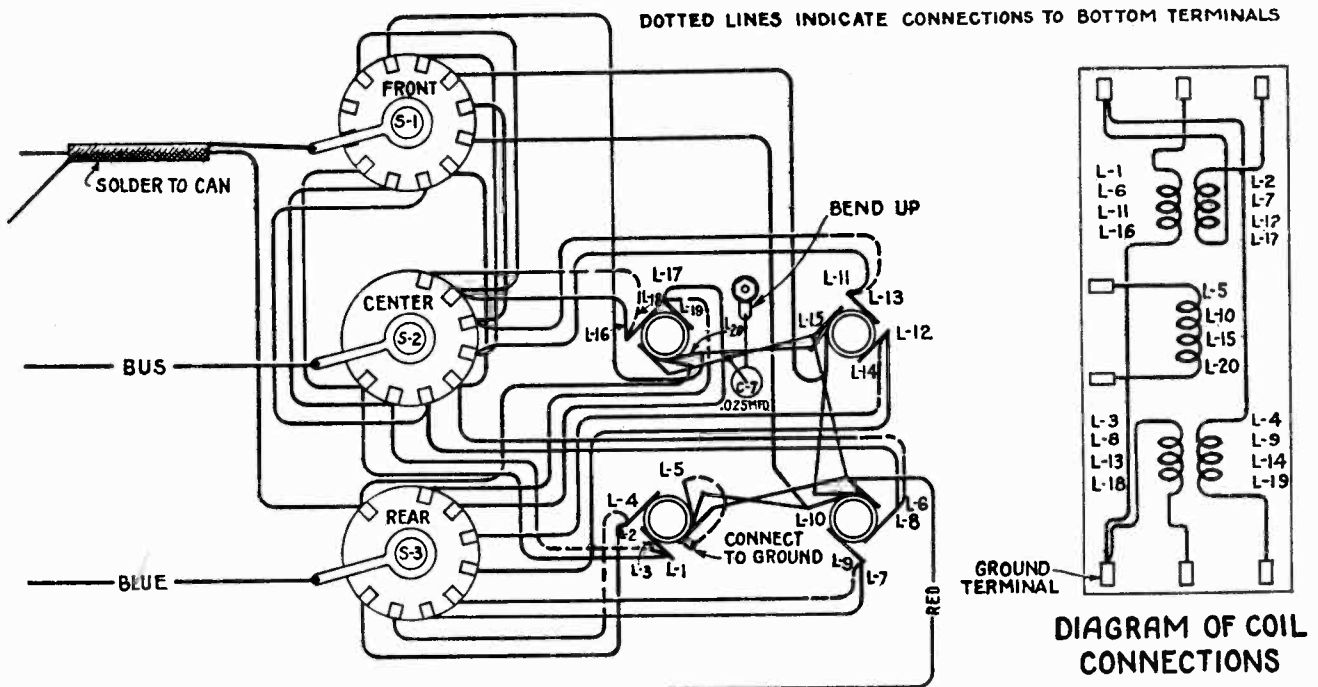 DOTTED LINES INDICATE CONNECTIONS TO BOTTOM TERMINALS
FRONT
S-1
SOLDER TO CAN
BEND UP
CENTER
S-2
BUS
L-17
L-18
L-19
L-16
L-20
C-7
.025MFD.
L-11
L-13
L-15
L-12
L-14
REAR
S-3
BLUE
L-5
L-4
L-2
L-3
L-1
CONNECT
TO GROUND
L-10
L-6
L-8
L-9
L-7
RED
L-1
L-6
L-11
L-16
L-2
L-7
L-12
L-17
L-5
L-10
L-15
L-20
L-3
L-8
L-13
L-18
L-4
L-9
L-14
L-19
GROUND
TERMINAL
DIAGRAM OF COIL
CONNECTIONS